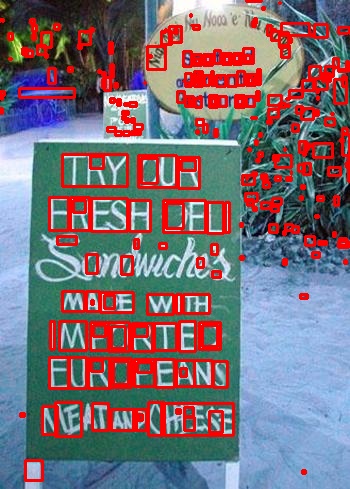 TRY OUR
FRESH DELI
Sandwiches
MADE WITH
IMPORTED
EUROPEANS
MEAT AND CHEESE